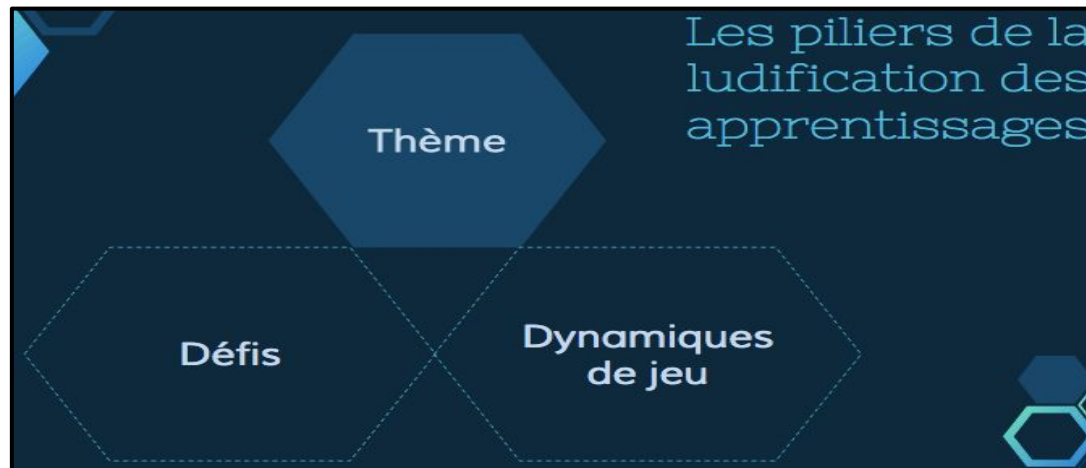 Les piliers de la
ludification des
apprentissages
Thème
Défis
Dynamiques
de jeu